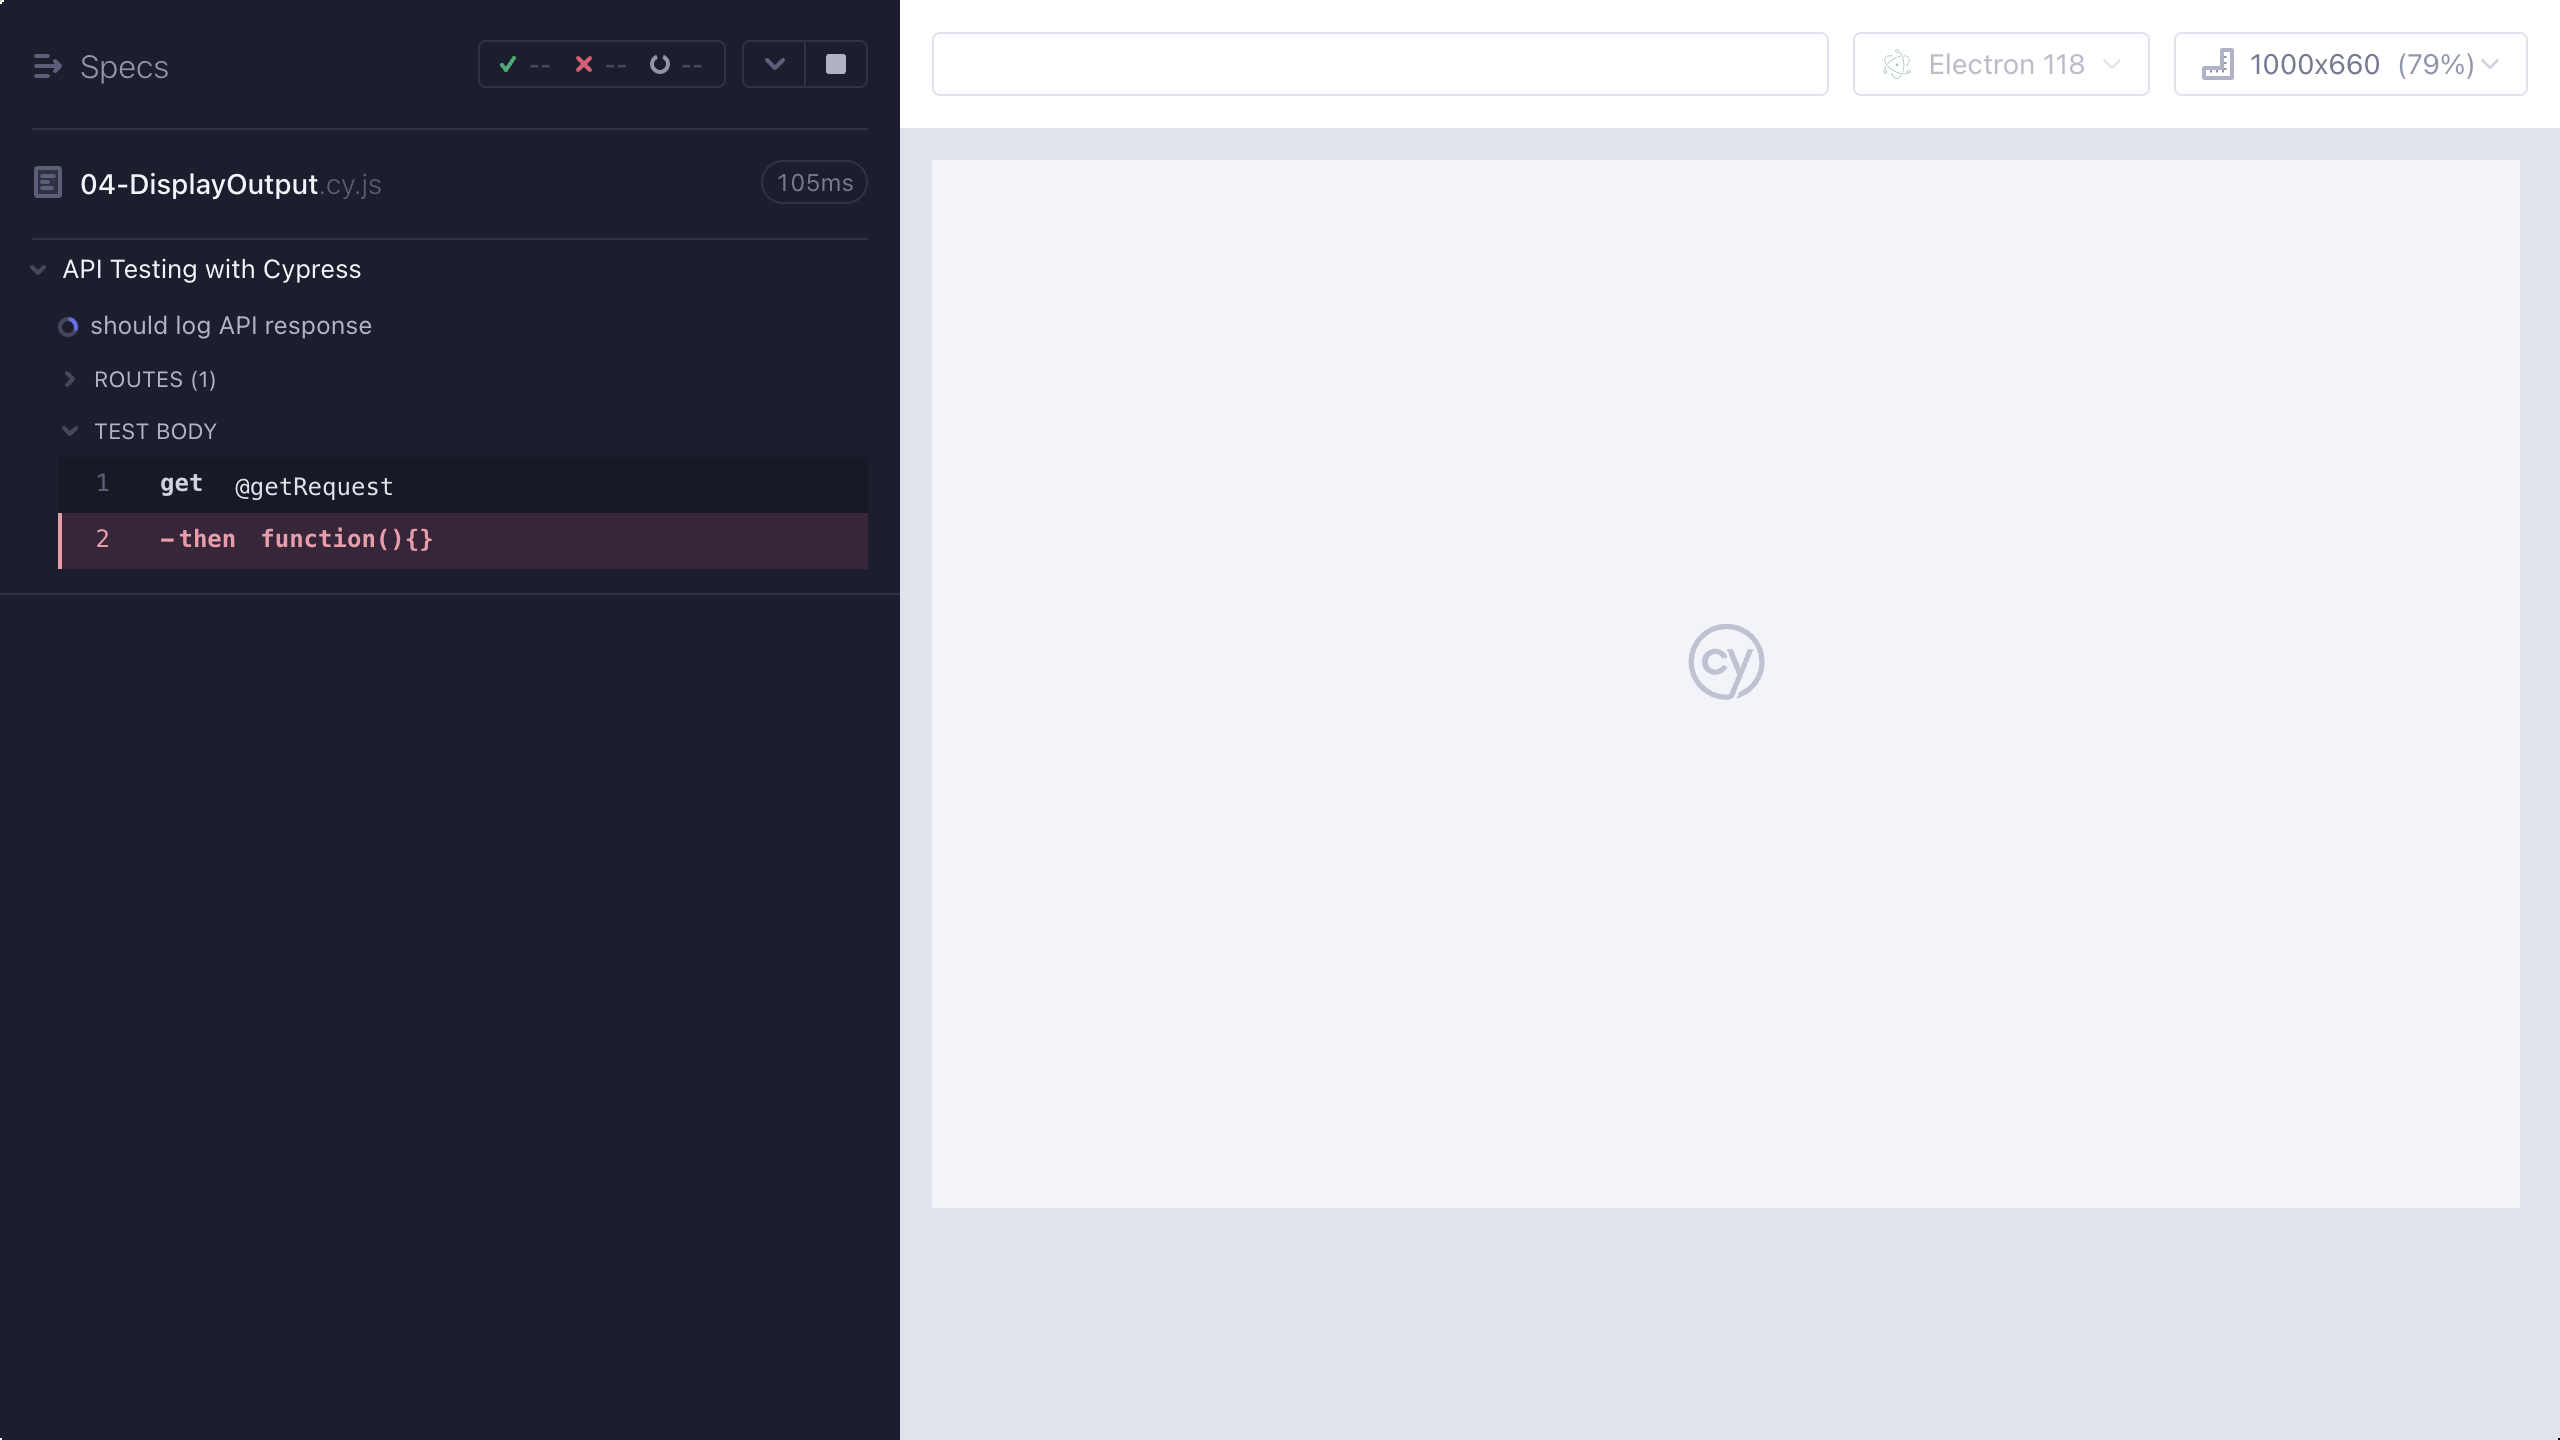 Specs
-- -- --
04-DisplayOutput.cy.js
105ms
API Testing with Cypress
should log API response
ROUTES (1)
TEST BODY
1 get @getRequest
2 -then function(){}
Electron 118
1000x660 (79%)
cy